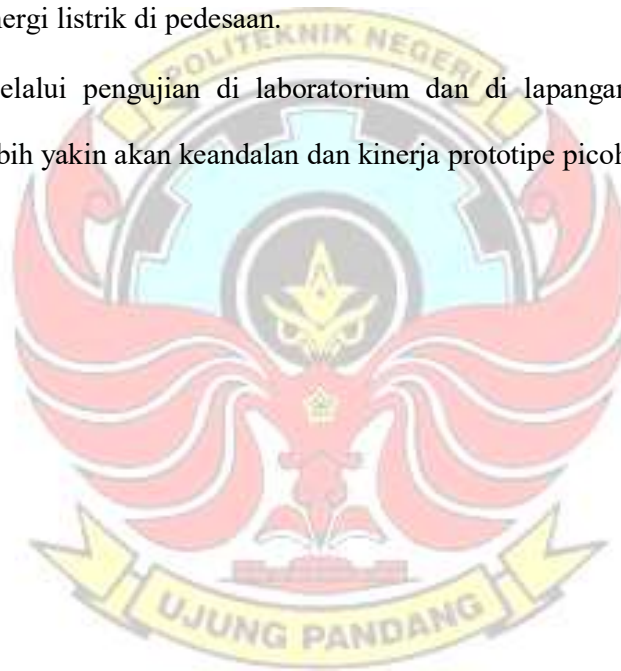 nergi listrik di pedesaan.
POLITEKNIK NEGERI
elalui pengujian di laboratorium dan di lapangan
bih yakin akan keandalan dan kinerja prototipe picoh
UJUNG PANDANG